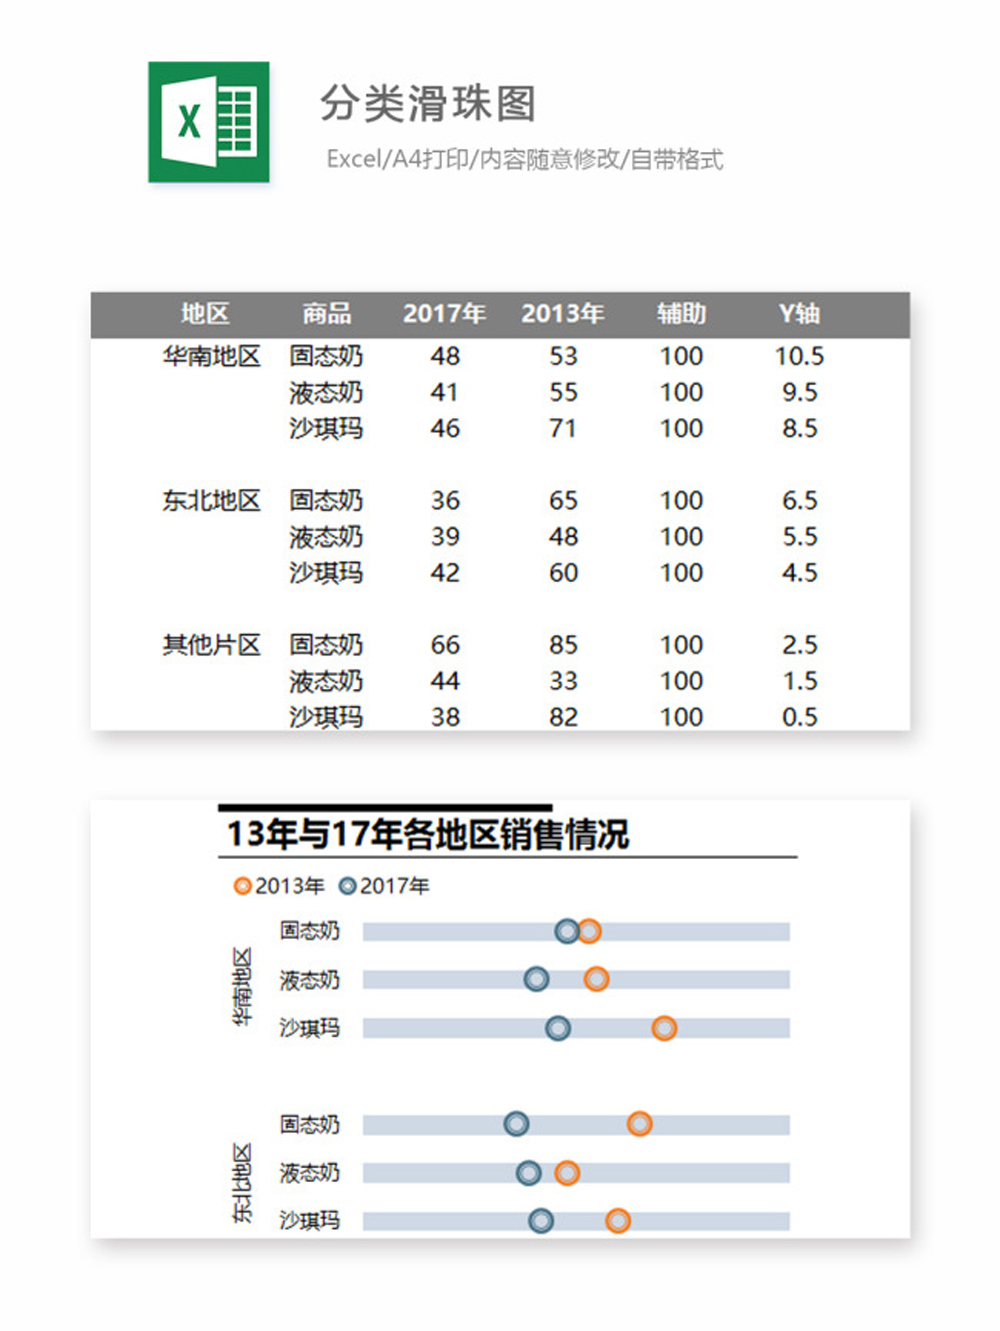 X
分类滑珠图
Excel/A4打印/内容随意修改/自带格式
地区 商品 2017年 2013年 辅助 Y轴
华南地区 固态奶 48 53 100 10.5
液态奶 41 55 100 9.5
沙琪玛 46 71 100 8.5
东北地区 固态奶 36 65 100 6.5
液态奶 39 48 100 5.5
沙琪玛 42 60 100 4.5
其他片区 固态奶 66 85 100 2.5
液态奶 44 33 100 1.5
沙琪玛 38 82 100 0.5
13年与17年各地区销售情况
2013年 2017年
华南地区
固态奶
液态奶
沙琪玛
东北地区
固态奶
液态奶
沙琪玛